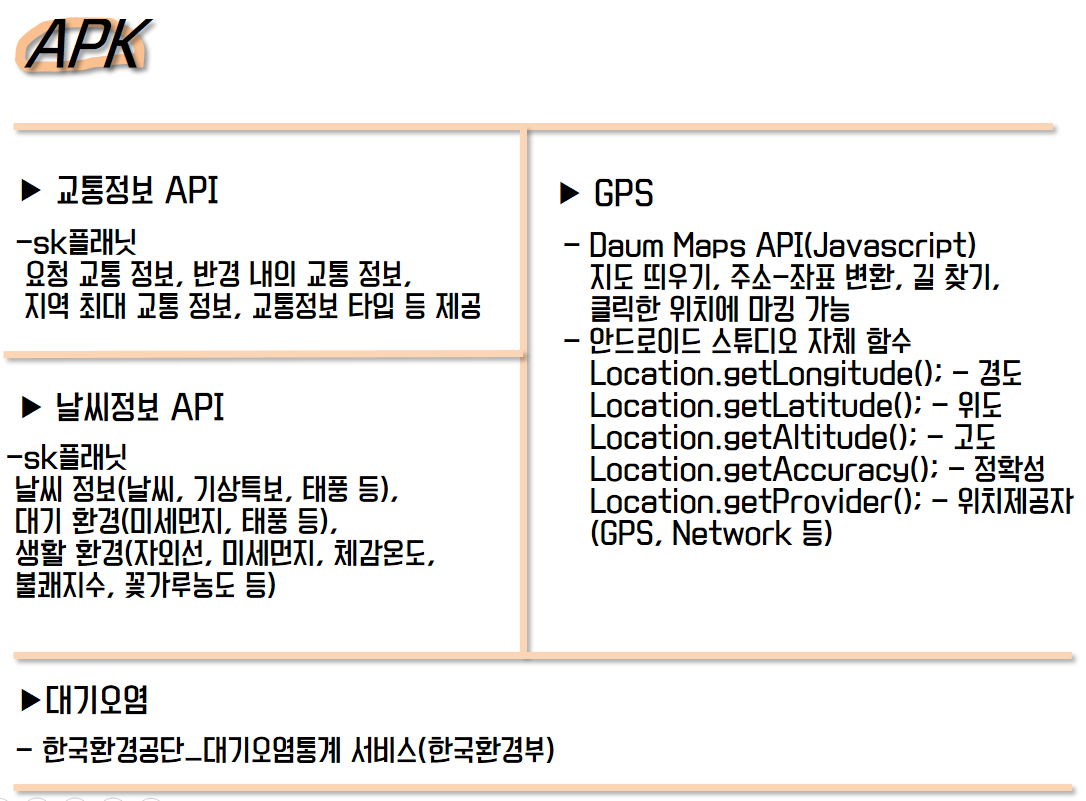 APK
▶ 교통정보 API
-sk플래닛
요청 교통 정보, 반경 내의 교통 정보,
지역 최대 교통 정보, 교통정보 타입 등 제공
▶ 날씨정보 API
-sk플래닛
날씨 정보(날씨, 기상특보, 태풍 등),
대기 환경(미세먼지, 태풍 등),
생활 환경(자외선, 미세먼지, 체감온도,
불쾌지수, 꽃가루농도 등)
▶ GPS
- Daum Maps API(Javascript)
지도 띄우기, 주소-좌표 변환, 길 찾기,
클릭한 위치에 마킹 가능
- 안드로이드 스튜디오 자체 함수
Location.getLongitude(); - 경도
Location.getLatitude(); - 위도
Location.getAltitude(); - 고도
Location.getAccuracy(); - 정확성
Location.getProvider(); - 위치제공자
(GPS, Network 등)
▶대기오염
- 한국환경공단_대기오염통계 서비스(한국환경부)